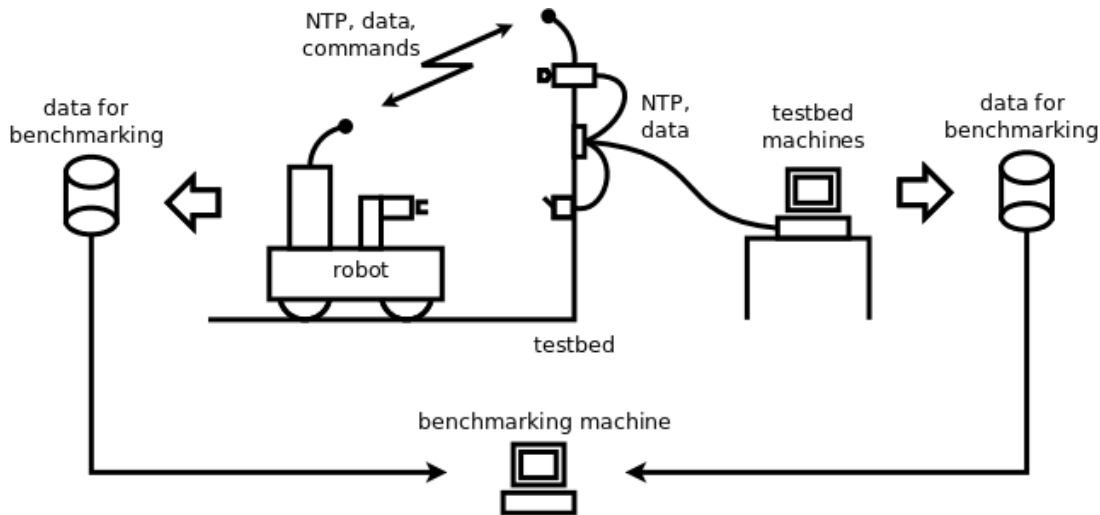 NTP, data,
commands
data for
benchmarking
NTP,
data
testbed
machines
data for
benchmarking
robot
testbed
benchmarking machine